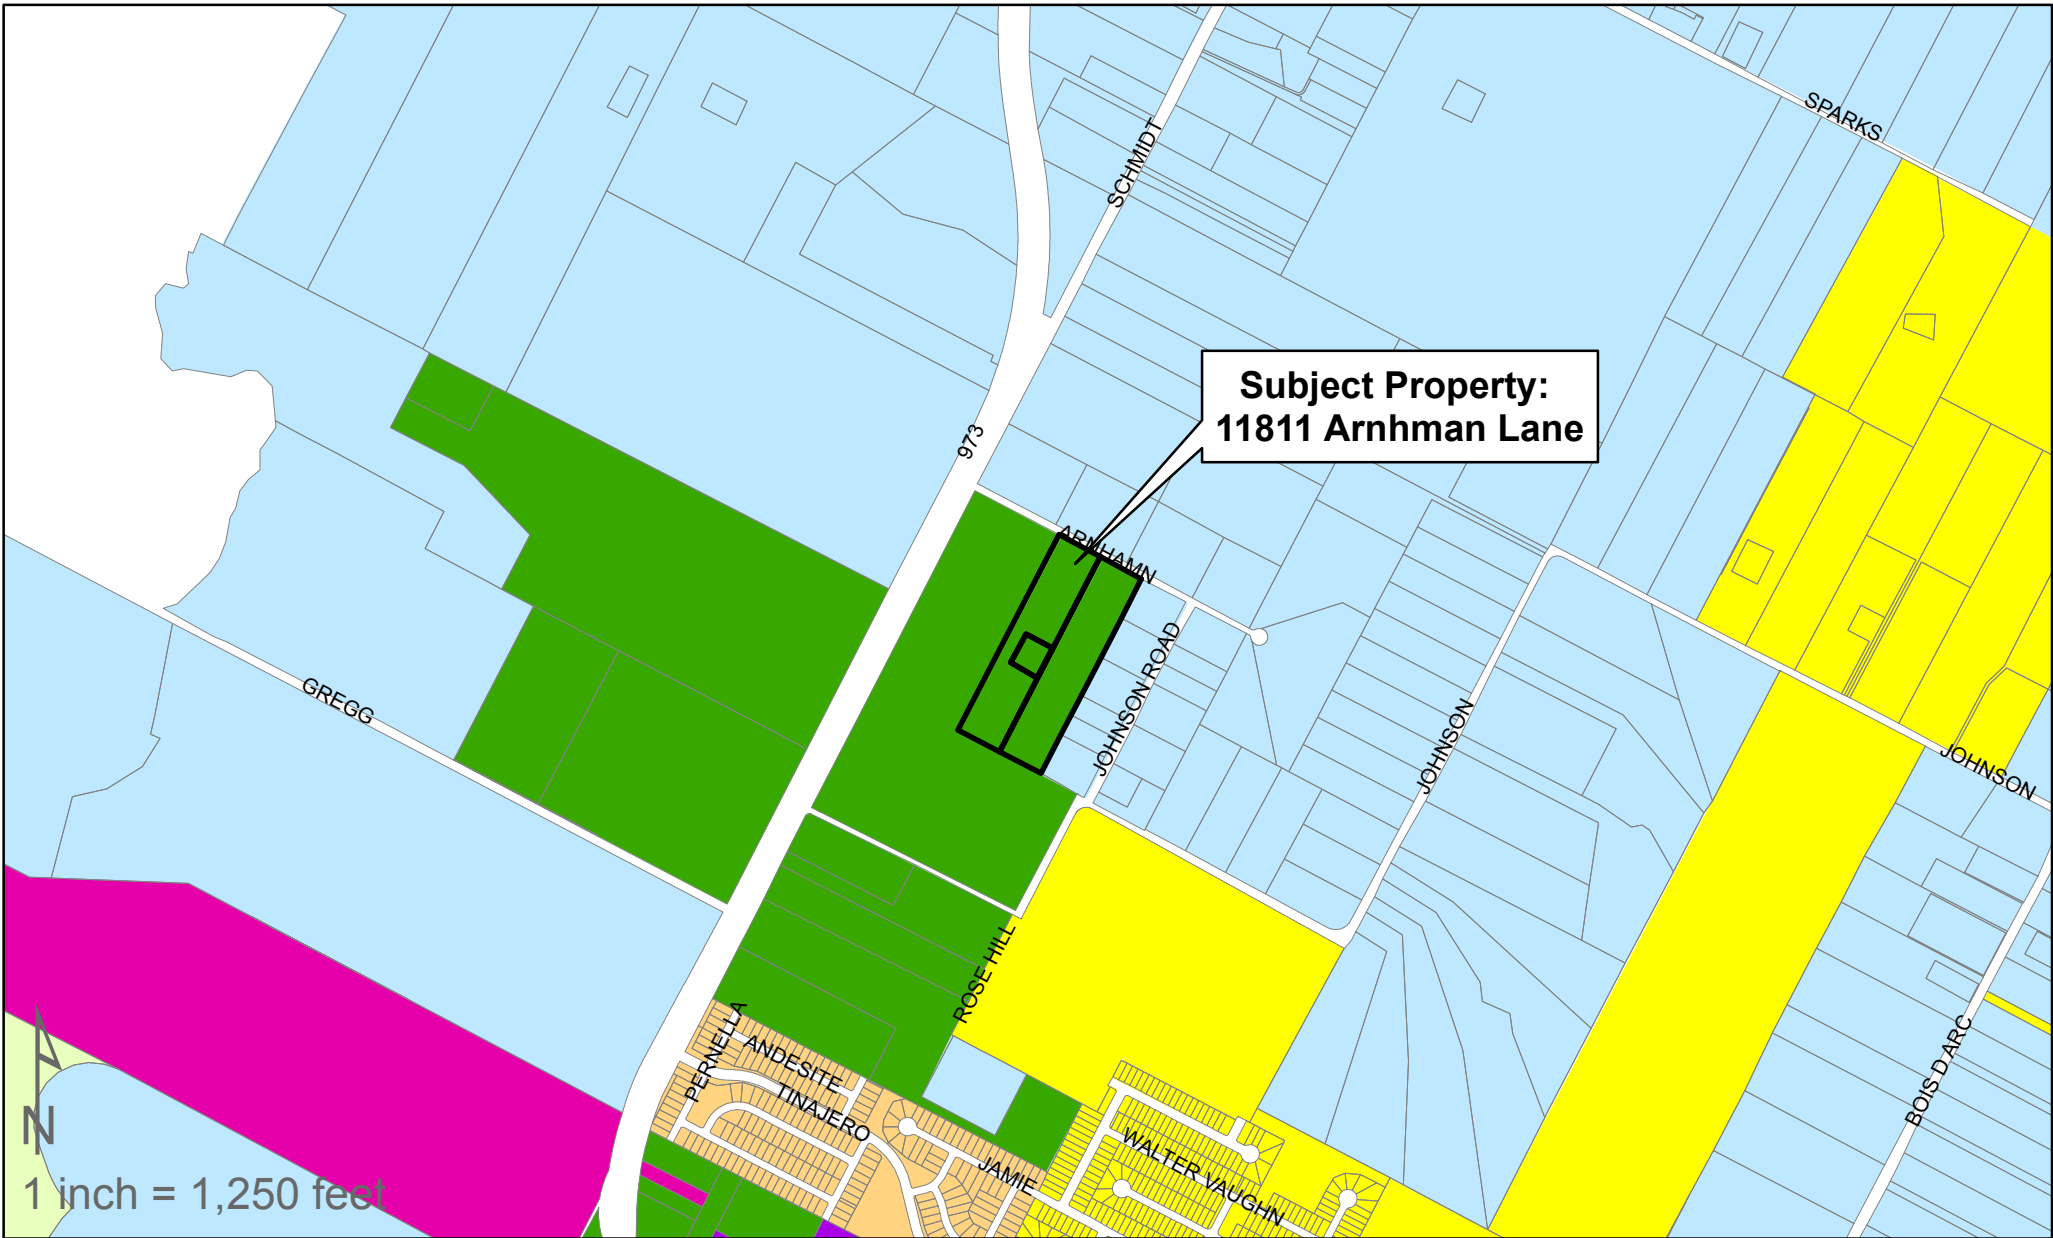 SPARKS
SCHMIDT
973
Subject Property:
11811 Arnhman Lane
ARNHAMN
JOHNSON ROAD
GREGG
JOHNSON
JOHNSON
ROSE HILL
PERNELLA
ANDESITE
TINAJERO
BOIS D ARC
JAMIE
WALTER VAUGHN
N
1 inch = 1,250 feet